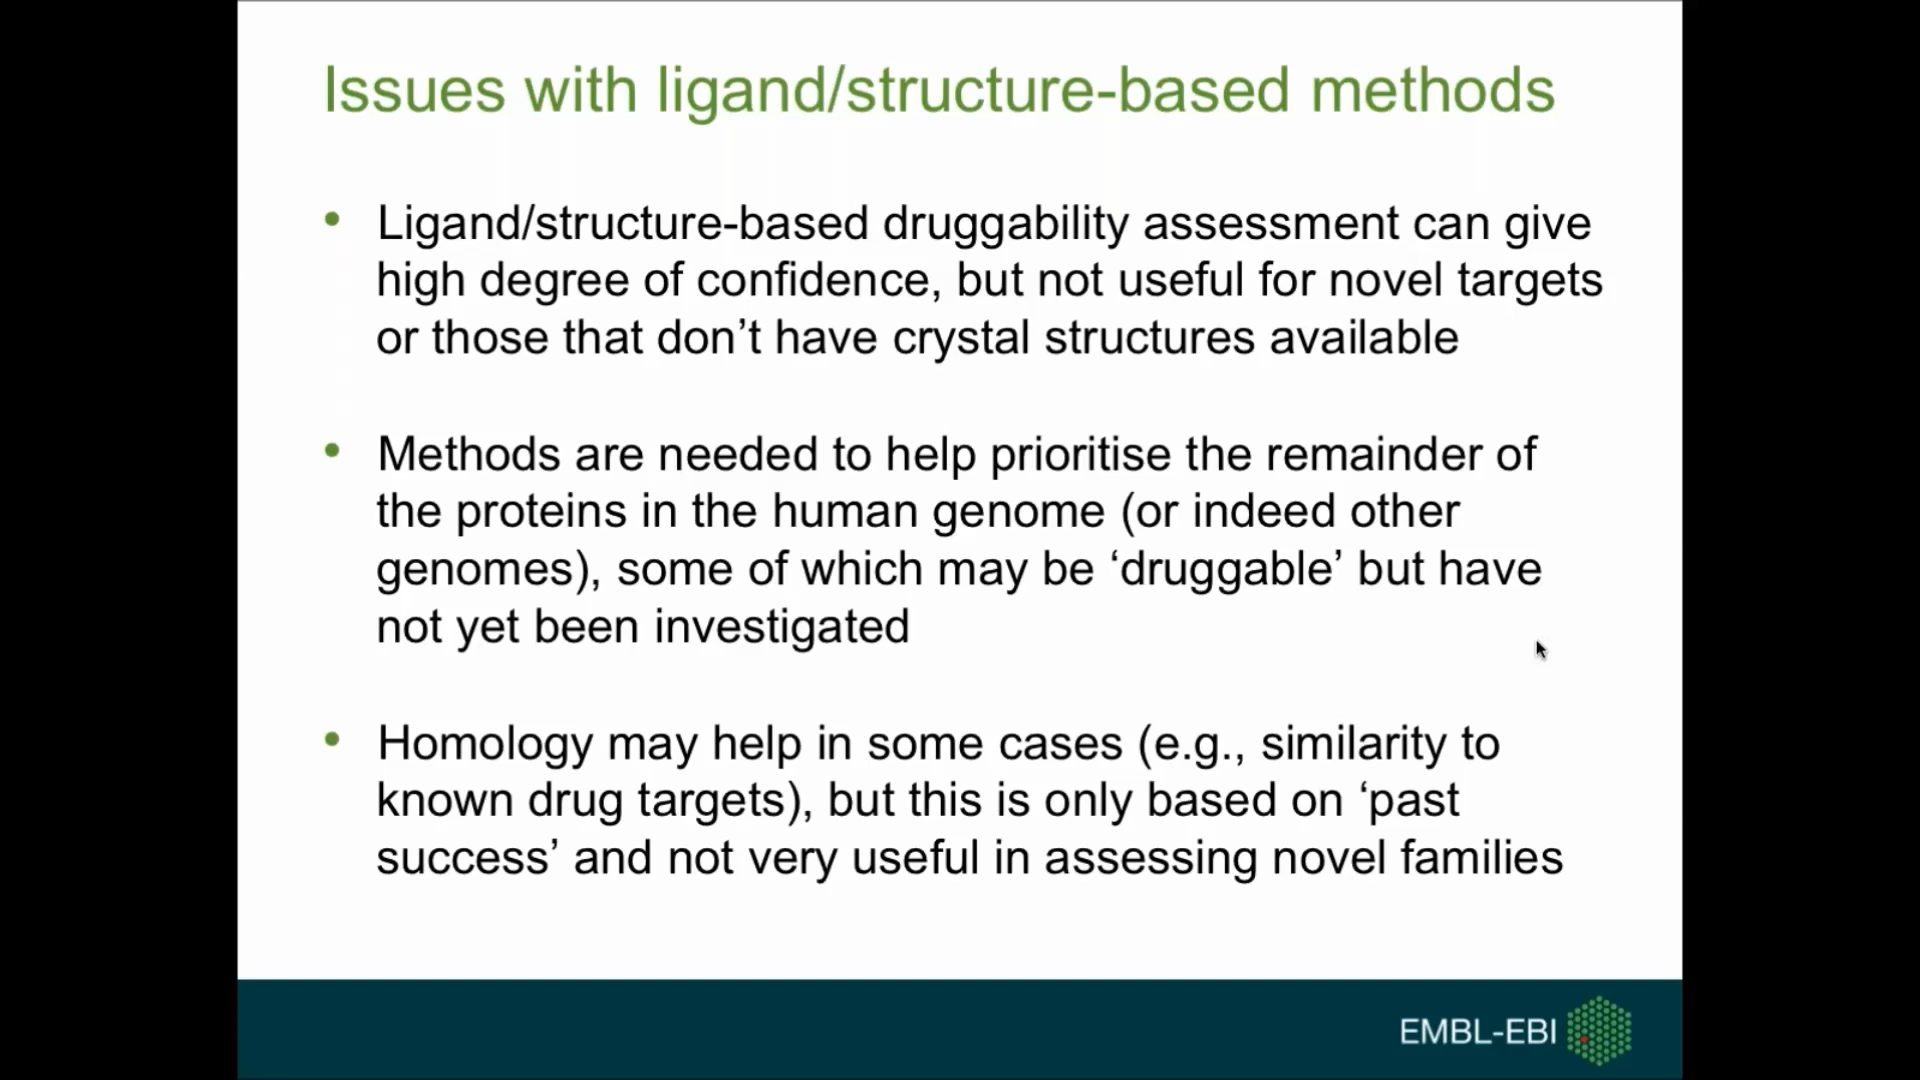 Issues with ligand/structure-based methods
• Ligand/structure-based druggability assessment can give
high degree of confidence, but not useful for novel targets
or those that don’t have crystal structures available
• Methods are needed to help prioritise the remainder of
the proteins in the human genome (or indeed other
genomes), some of which may be ‘druggable’ but have
not yet been investigated
• Homology may help in some cases (e.g., similarity to
known drug targets), but this is only based on ‘past
success’ and not very useful in assessing novel families
EMBL-EBI